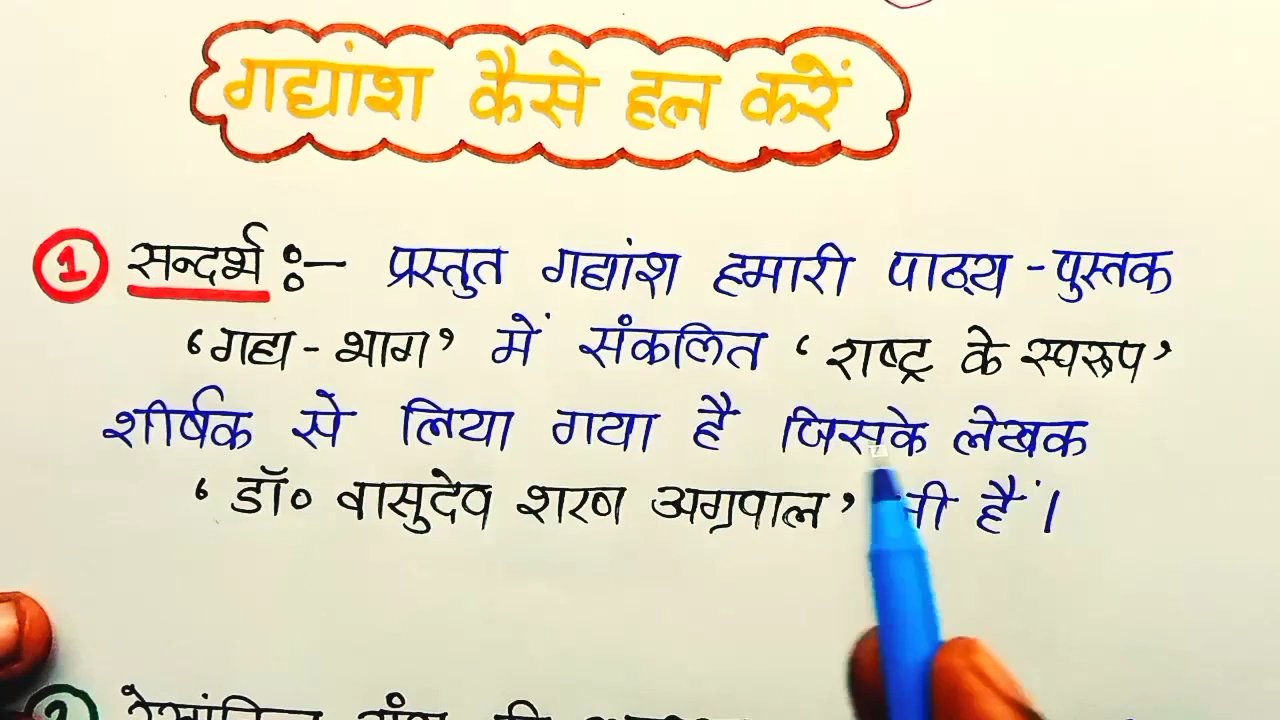 गद्यांश कैसे हल करें
1 सन्दर्भ :- प्रस्तुत गद्यांश हमारी पाठ्य-पुस्तक
‘गद्य-भाग’ में संकलित ‘राष्ट्र के स्वरूप’
शीर्षक से लिया गया है जिसके लेखक
‘डॉ० वासुदेव शरण अग्रवाल’ जी हैं।